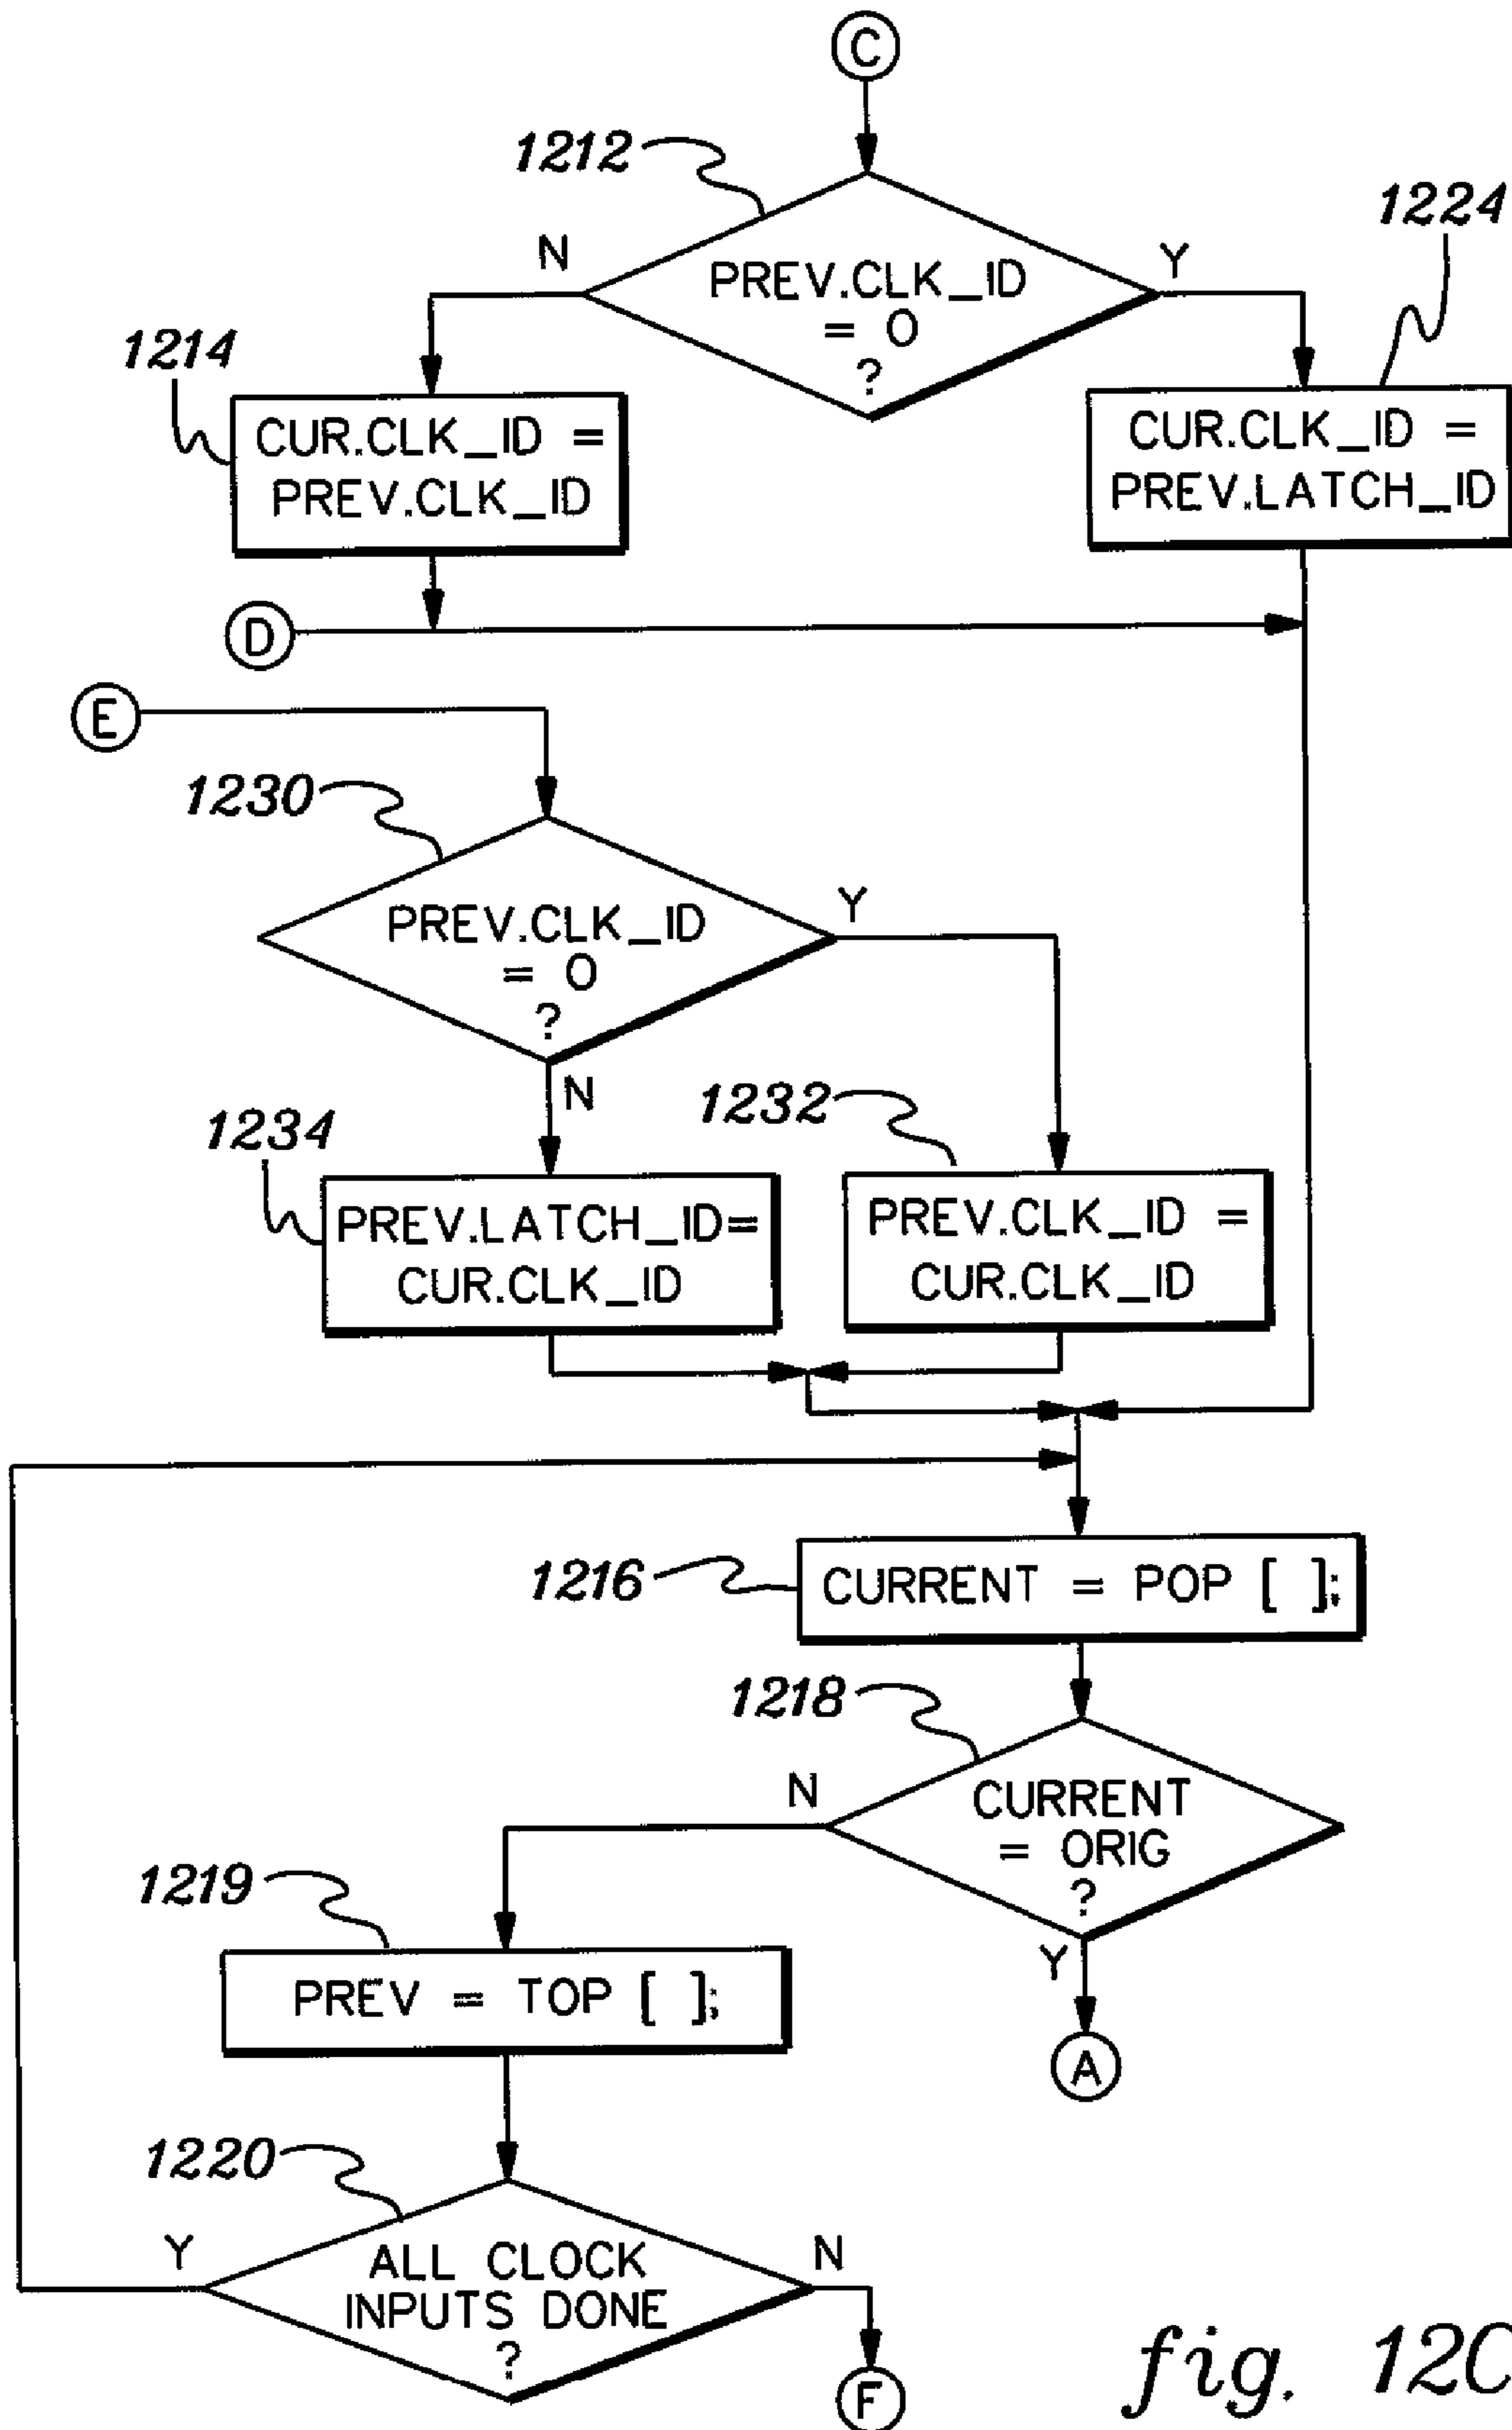 C
1212
1224
N
Y
PREV.CLK_ID
= 0
?
1214
CUR.CLK_ID =
PREV.CLK_ID
CUR.CLK_ID =
PREV.LATCH_ID
D
E
1230
Y
PREV.CLK_ID
= 0
?
N
1232
1234
PREV.LATCH_ID=
CUR.CLK_ID
PREV.CLK_ID =
CUR.CLK_ID
1216
CURRENT = POP [ ];
1218
N
CURRENT
= ORIG
?
1219
Y
PREV = TOP [ ];
A
1220
Y
N
ALL CLOCK
INPUTS DONE
?
F
fig. 12C